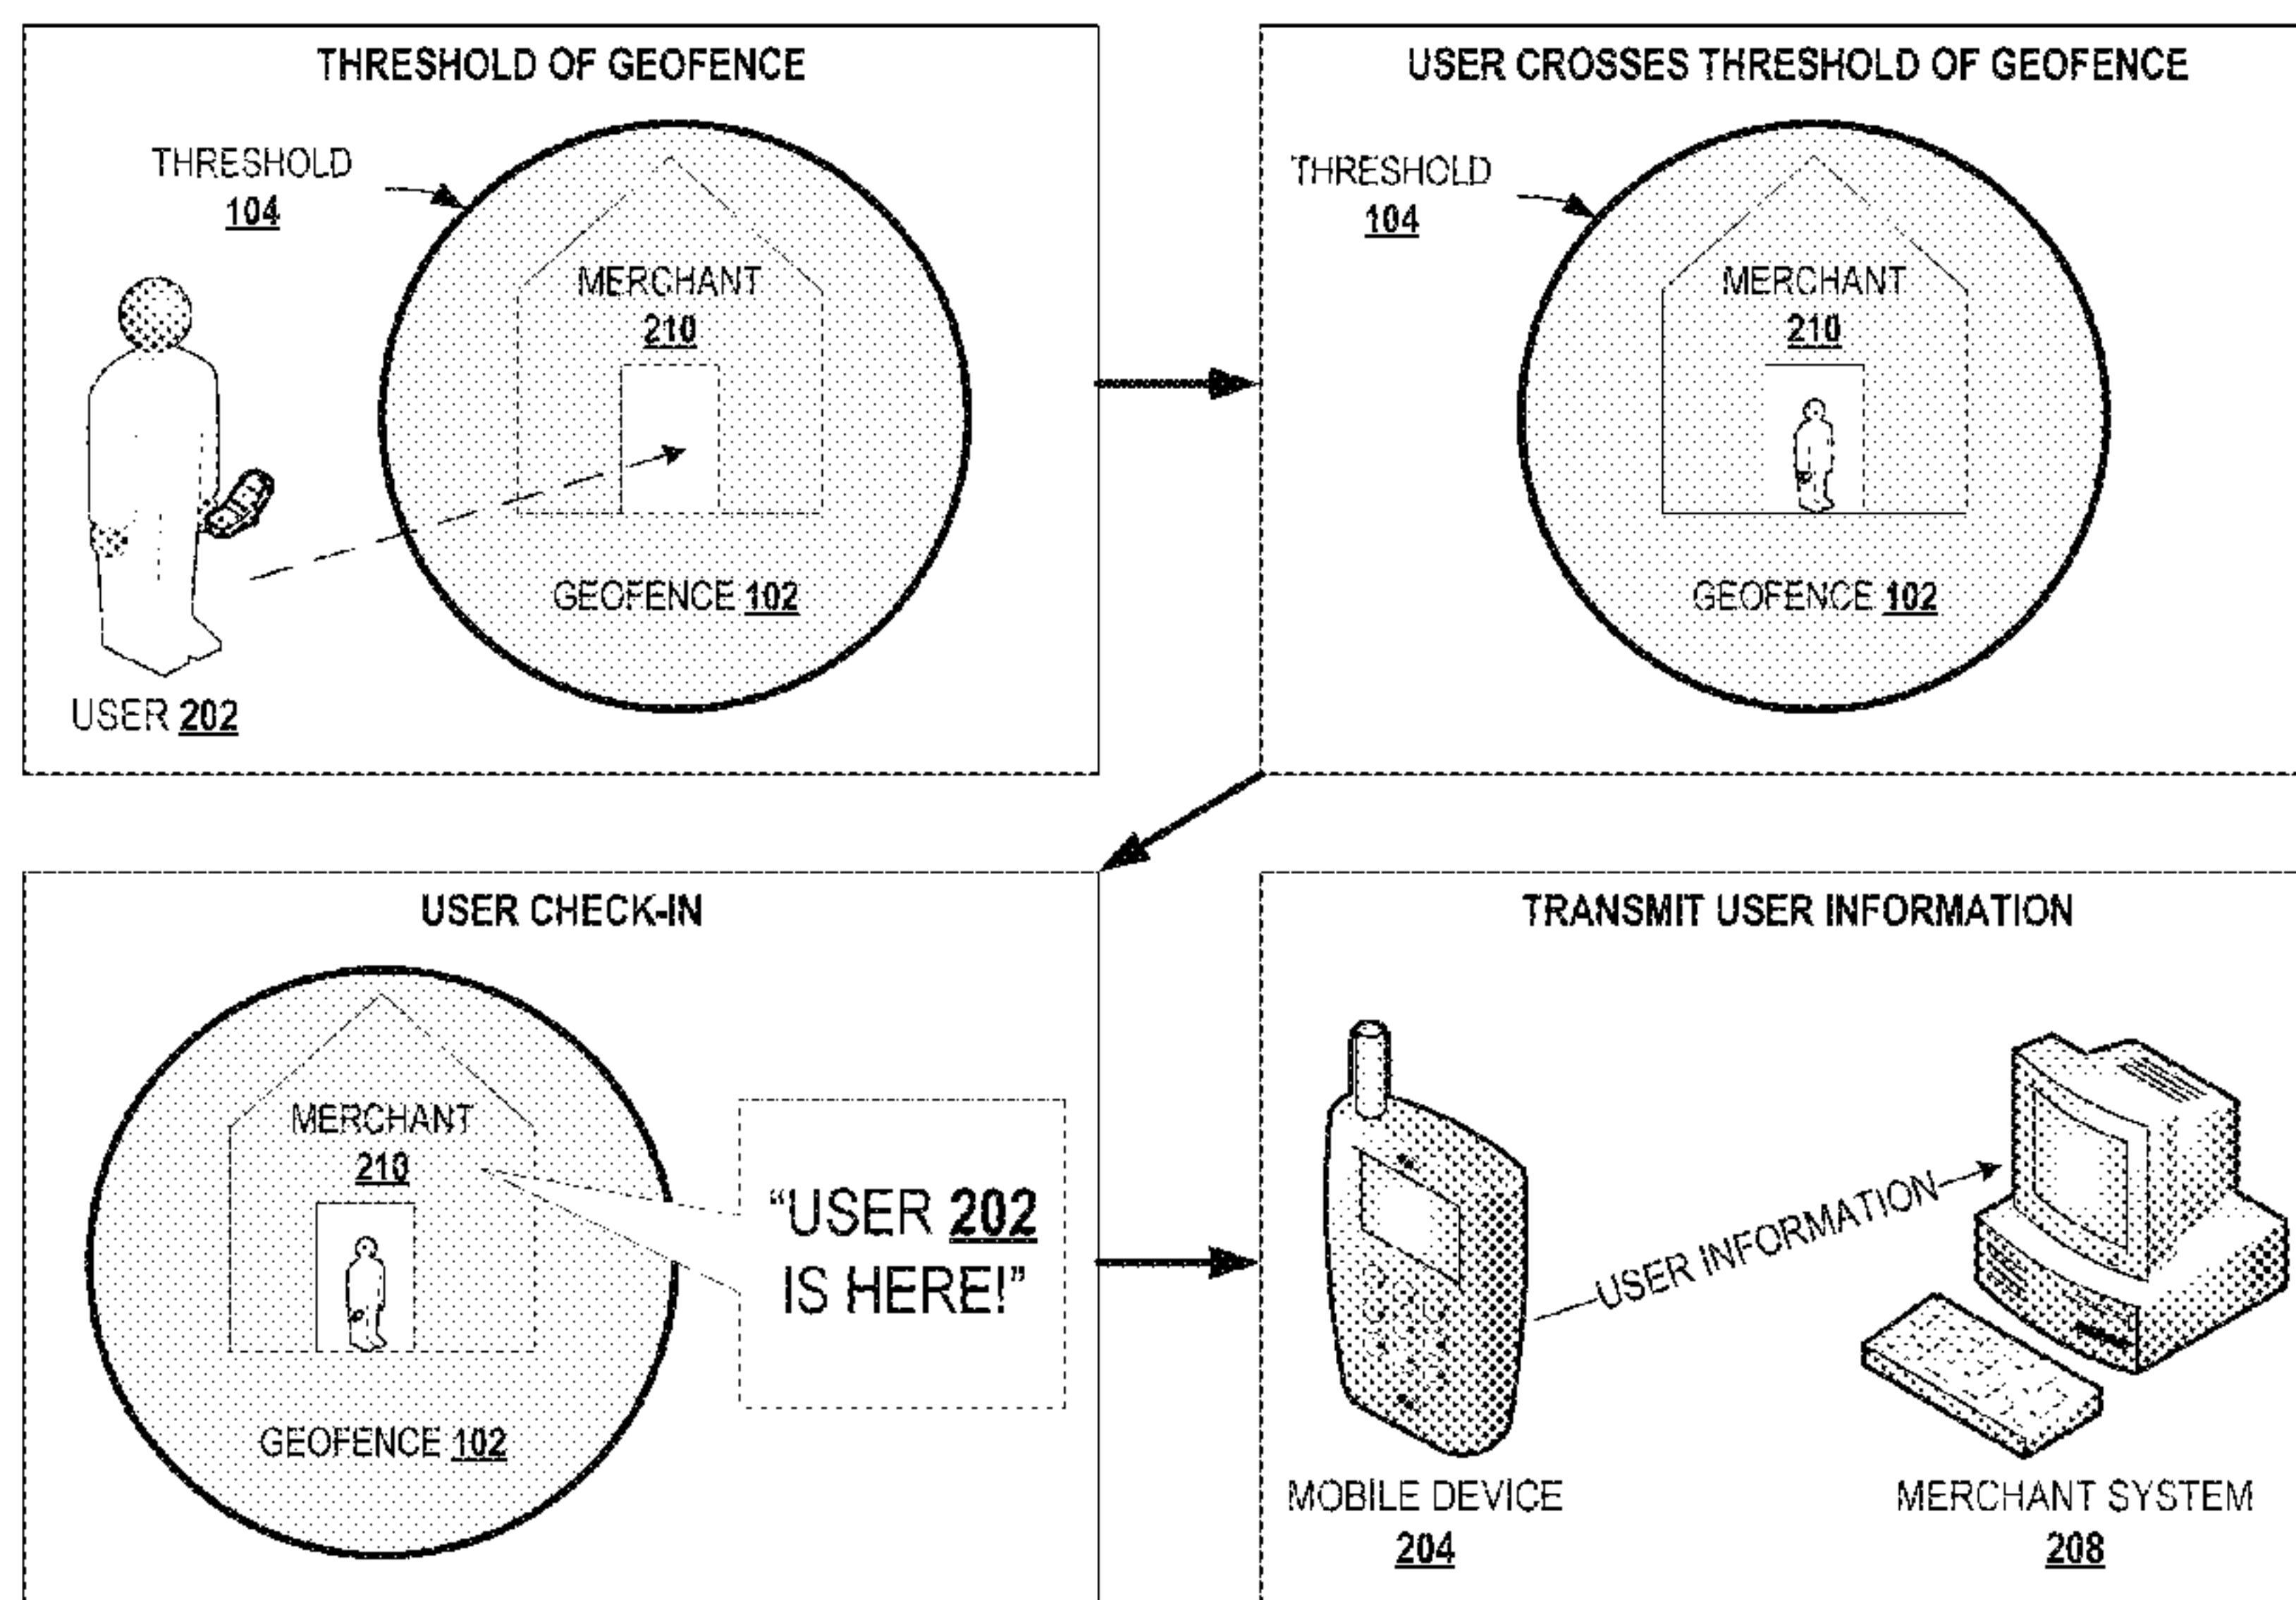 THRESHOLD OF GEOFENCE
THRESHOLD
104
MERCHANT
210
GEOFENCE 102
USER 202
USER CROSSES THRESHOLD OF GEOFENCE
THRESHOLD
104
MERCHANT
210
GEOFENCE 102
USER CHECK-IN
MERCHANT
210
"USER 202
IS HERE!"
GEOFENCE 102
TRANSMIT USER INFORMATION
USER INFORMATION
MOBILE DEVICE
204
MERCHANT SYSTEM
208